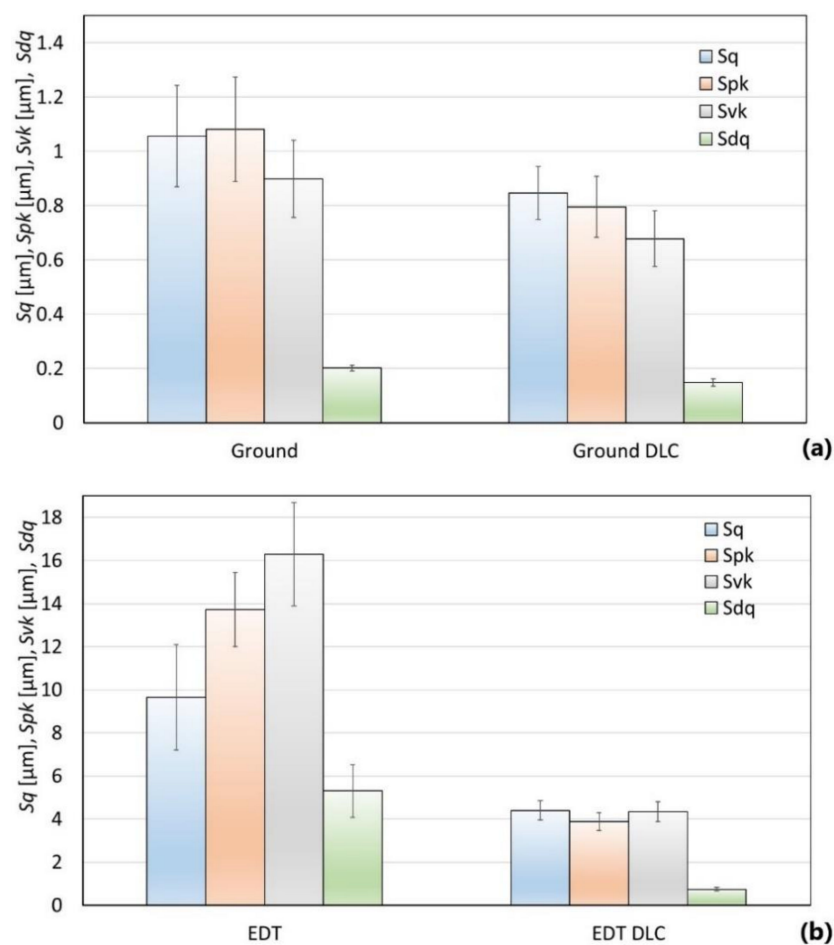 Sq [µm], Spk [µm], Svk [µm], Sdq
1.4
1.2
1
0.8
0.6
0.4
0.2
0
Sq
Spk
Svk
Sdq
Ground
Ground DLC
(a)
Sq [µm], Spk [µm], Svk [µm], Sdq
18
16
14
12
10
8
6
4
2
0
Sq
Spk
Svk
Sdq
EDT
EDT DLC
(b)